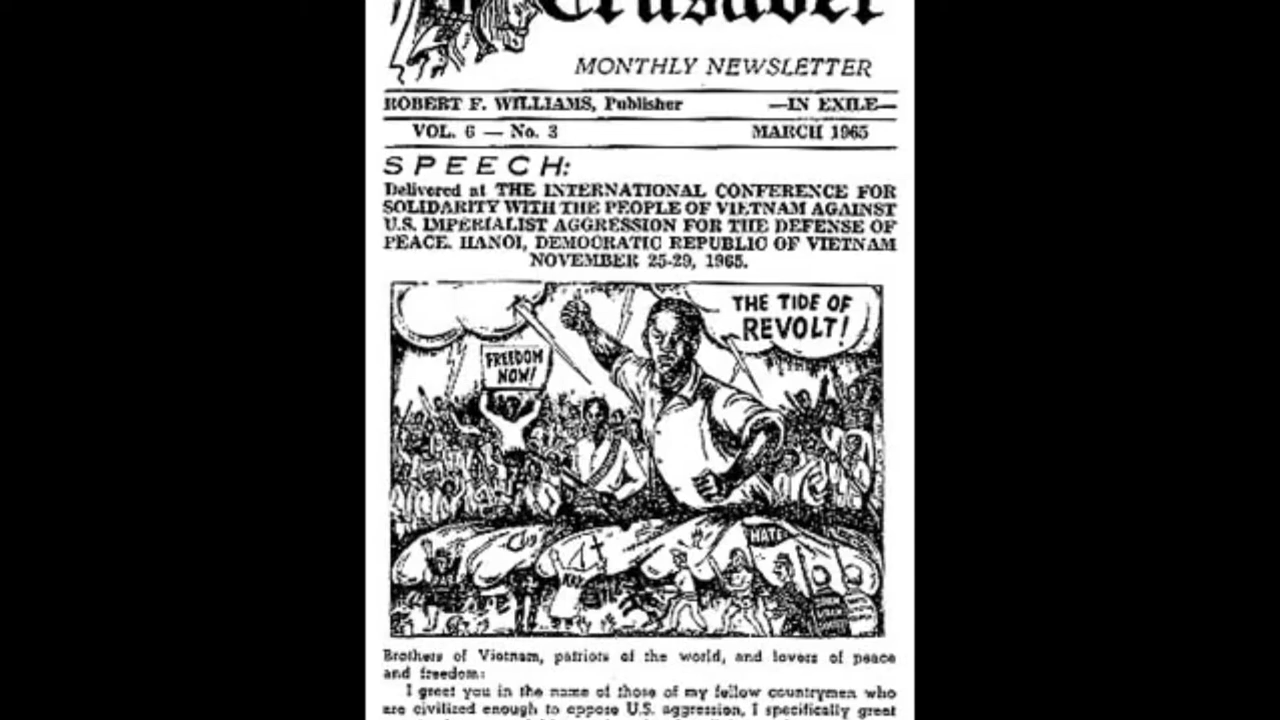 Crusader
MONTHLY NEWSLETTER
ROBERT F. WILLIAMS, Publisher —IN EXILE—
VOL. 6 — No. 3 MARCH 1965
SPEECH:
Delivered at THE INTERNATIONAL CONFERENCE FOR
SOLIDARITY WITH THE PEOPLE OF VIETNAM AGAINST
U.S. IMPERIALIST AGGRESSION FOR THE DEFENSE OF
PEACE. HANOI, DEMOCRATIC REPUBLIC OF VIETNAM
NOVEMBER 25-29, 1965.
THE TIDE OF
REVOLT!
FREEDOM
NOW!
HATE
Brothers of Vietnam, patriots of the world, and lovers of peace
and freedom:
I greet you in the name of those of my fellow countrymen who
are civilized enough to oppose U.S. aggression, I specifically greet